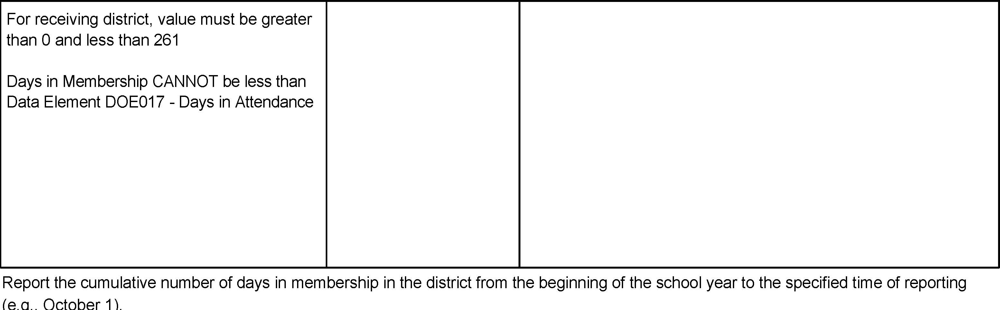 For receiving district, value must be greater
than 0 and less than 261
Days in Membership CANNOT be less than
Data Element DOE017 - Days in Attendance
Report the cumulative number of days in membership in the district from the beginning of the school year to the specified time of reporting
(e.g., October 1).